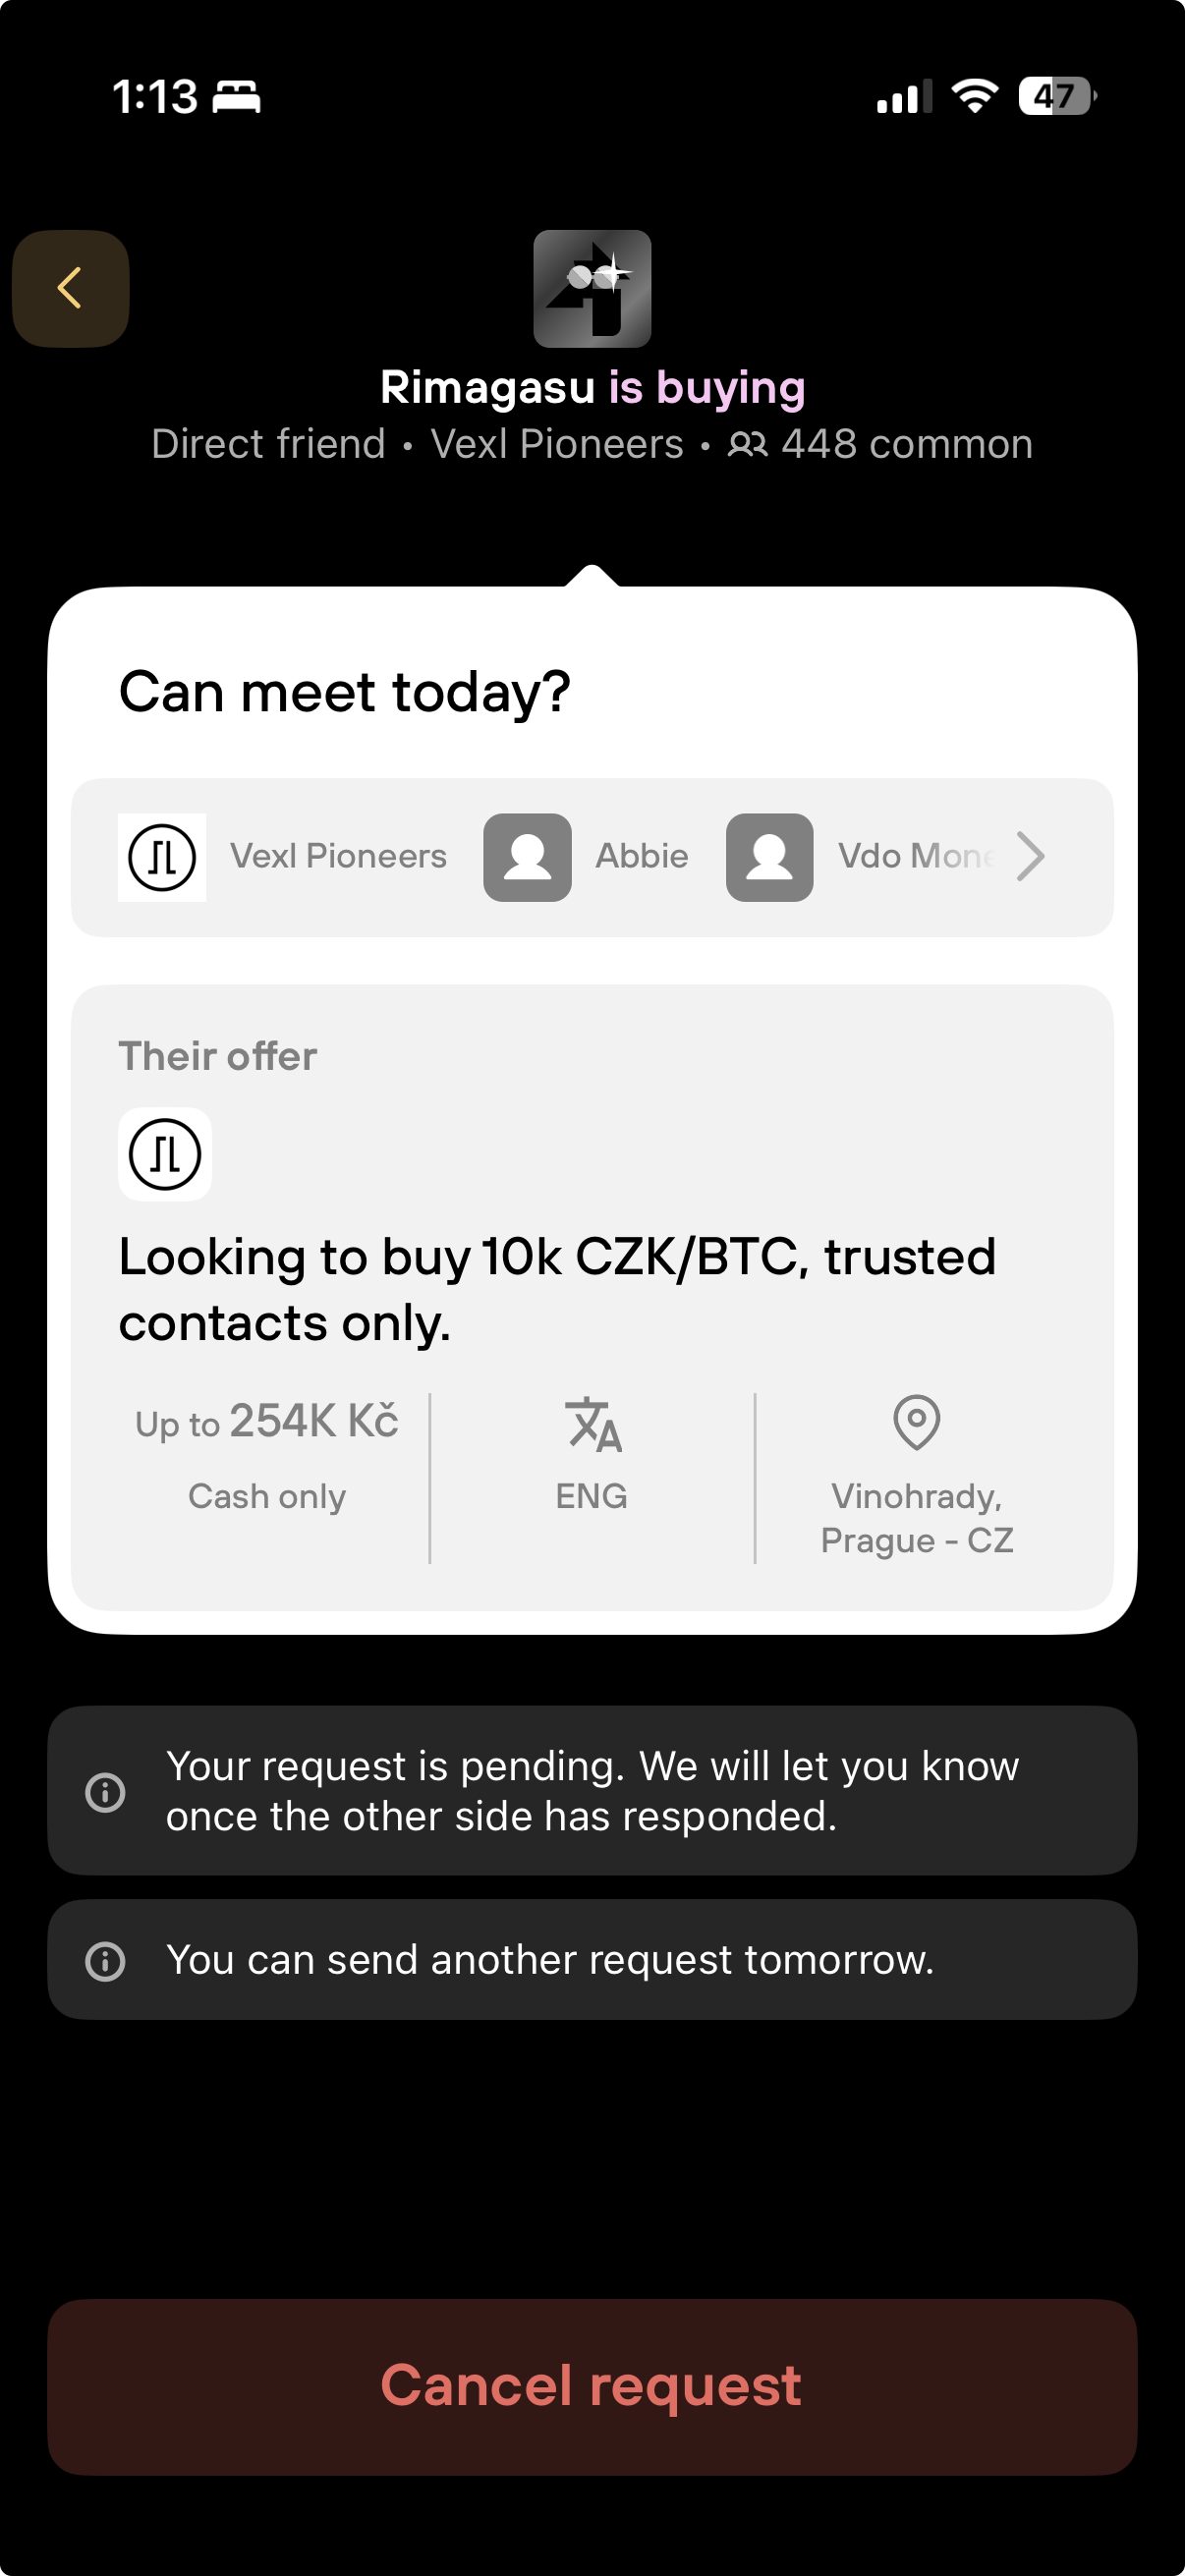 1:13
47
Rimagasu is buying
Direct friend • Vexl Pioneers • 448 common
Can meet today?
Vexl Pioneers
Abbie
Vdo Mone
Their offer
Looking to buy 10k CZK/BTC, trusted
contacts only.
Up to 254K Kč
Cash only
ENG
Vinohrady,
Prague - CZ
Your request is pending. We will let you know
once the other side has responded.
You can send another request tomorrow.
Cancel request